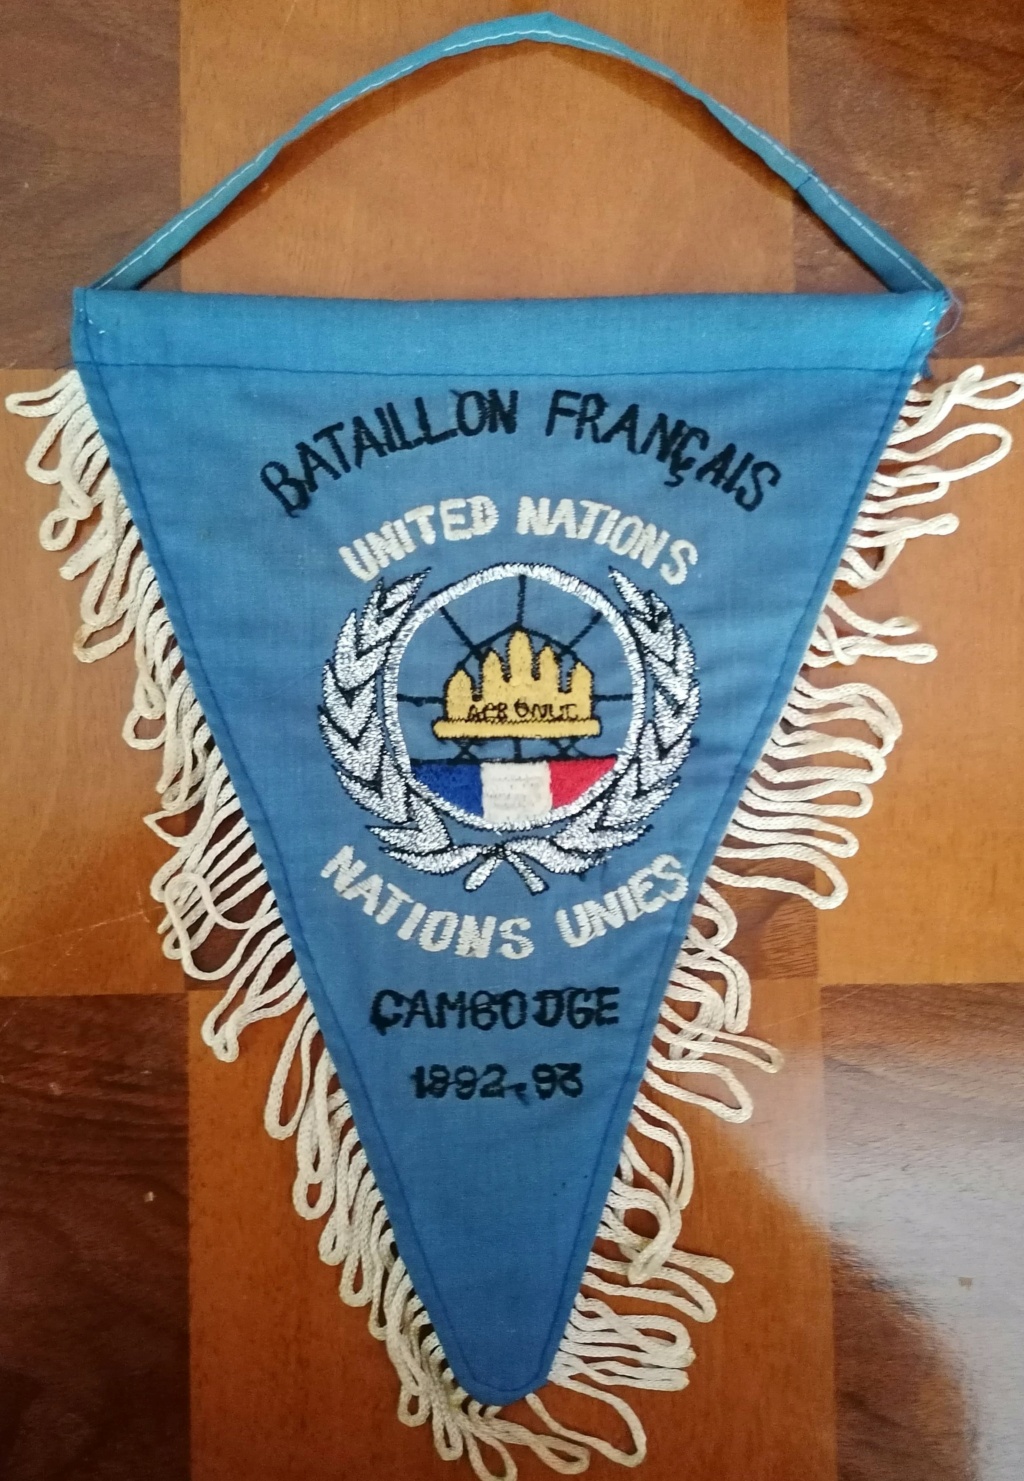 BATAILLON FRANÇAIS
UNITED NATIONS
NATIONS UNIES
CAMBODGE
1992-93